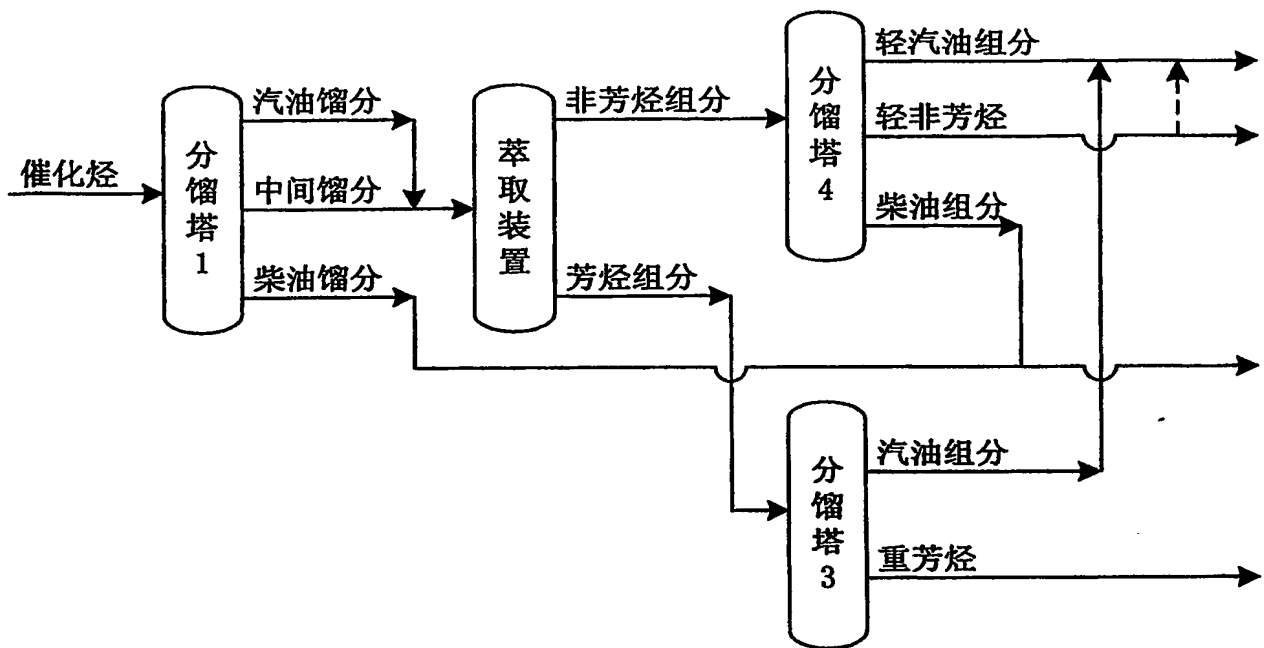 催化烃
分馏塔1
汽油馏分
中间馏分
柴油馏分
萃取装置
非芳烃组分
芳烃组分
分馏塔4
轻汽油组分
轻非芳烃
柴油组分
分馏塔3
汽油组分
重芳烃